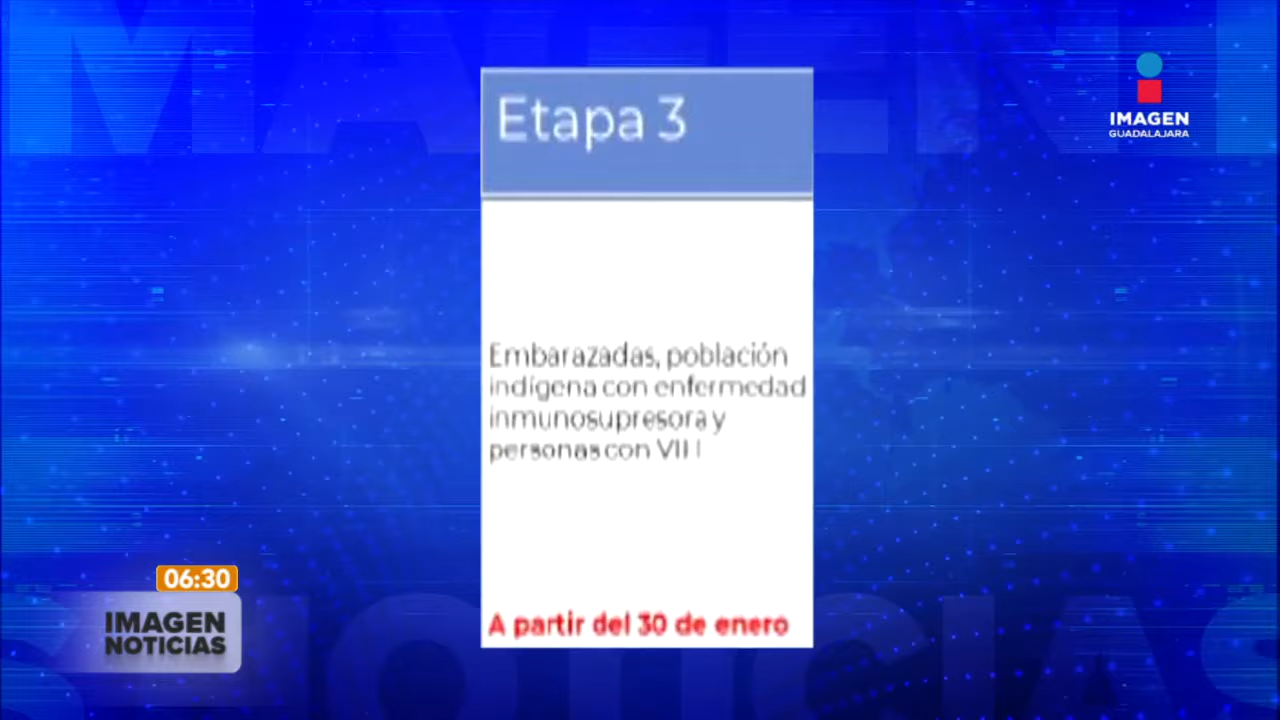 IMAGEN
GUADALAJARA
Etapa 3
Embarazadas, población
indígena con enfermedad
inmunosupresora y
personas con VIH
A partir del 30 de enero
06:30
IMAGEN
NOTICIAS